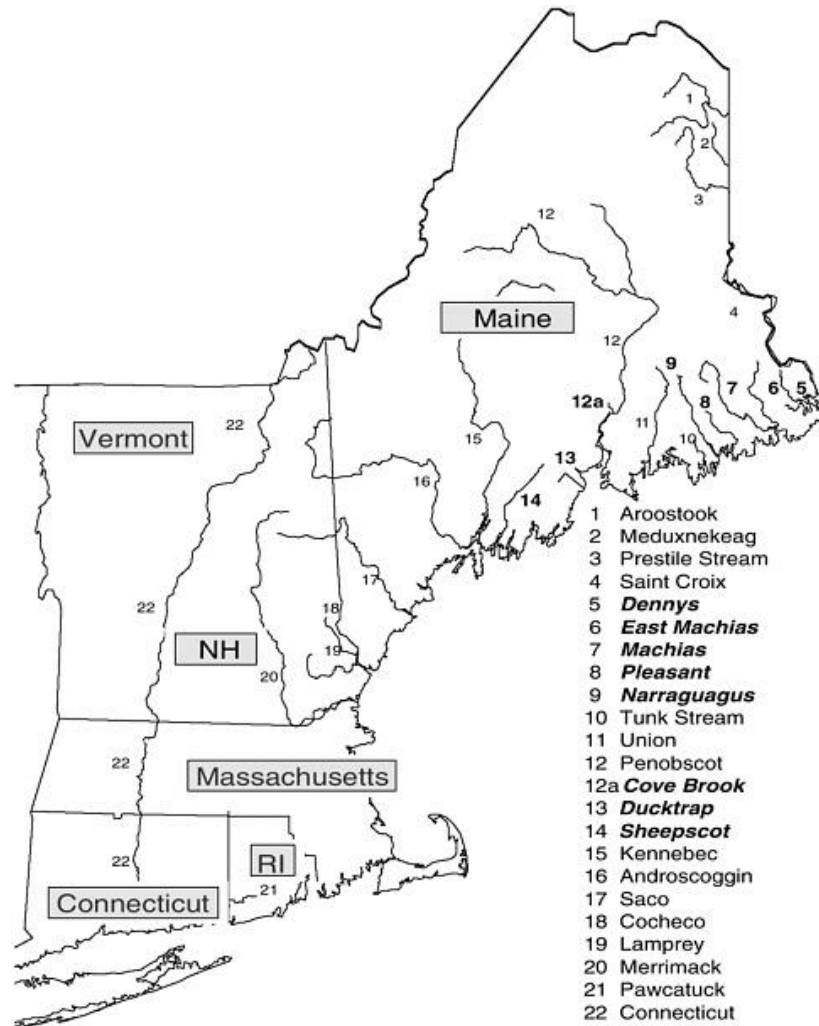 1
2
3
12
4
Maine
12
9
7
6
5
8
12a
22
Vermont
11
10
15
13
16
14
17
22
18
NH
19
20
22
Massachusetts
RI
22
21
Connecticut
1 Aroostook
2 Meduxnekeag
3 Prestile Stream
4 Saint Croix
5 Dennys
6 East Machias
7 Machias
8 Pleasant
9 Narraguagus
10 Tunk Stream
11 Union
12 Penobscot
12a Cove Brook
13 Ducktrap
14 Sheepscot
15 Kennebec
16 Androscoggin
17 Saco
18 Cocheco
19 Lamprey
20 Merrimack
21 Pawcatuck
22 Connecticut